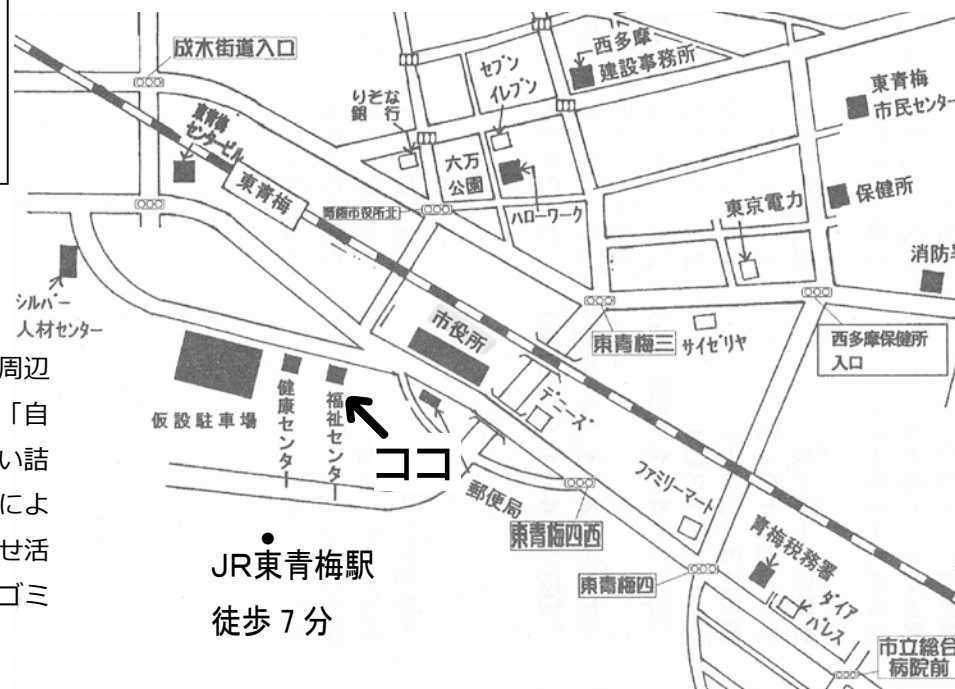 成木街道入口
東青梅
センタービル
東青梅
りそな
銀行
セブン
イレブン
西多摩
建設事務所
東青梅
市民センター
六万
公園
ハローワーク
青梅市役所北
東京電力
保健所
消防署
シルバー
人材センター
市役所
東青梅三
サイゼリヤ
西多摩保健所
入口
仮設駐車場
健康センター
福祉センター
ココ
デニーズ
郵便局
東青梅四西
ファミリーマート
東青梅四
青梅税務署
ダイア
パレス
市立総合
病院前
周辺
「自
い詰
によ
せ活
ゴミ
・
JR東青梅駅
徒歩 7 分